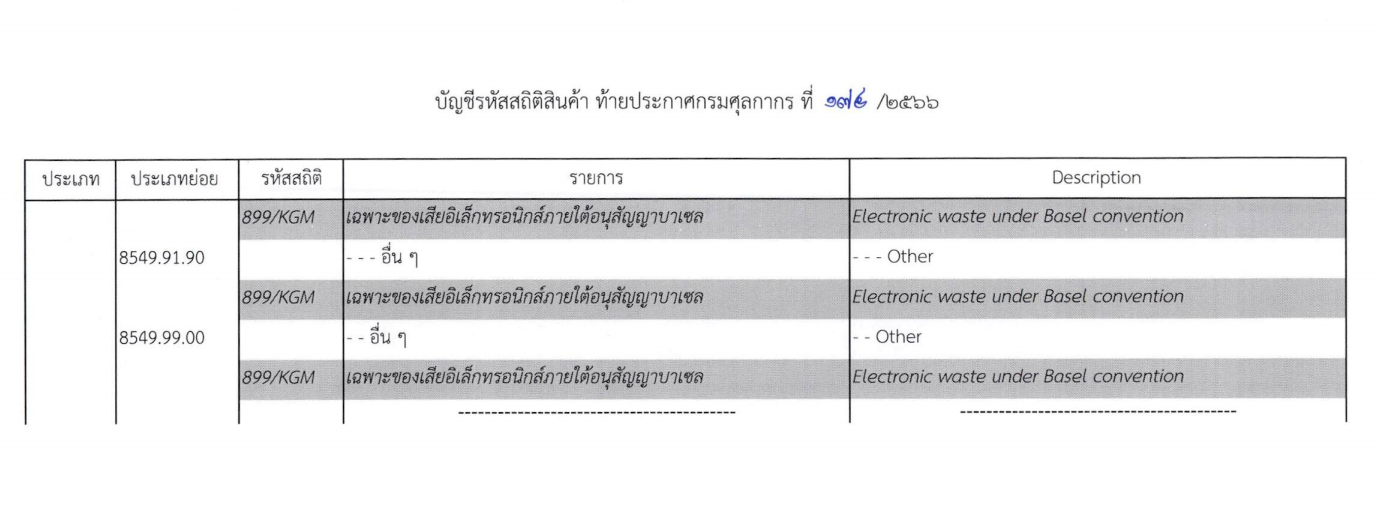 บัญชีรหัสสถิติสินค้า ท้ายประกาศกรมศุลกากร ที่ /๒๕๖๖
ประเภท ประเภทย่อย รหัสสถิติ รายการ Description
899/KGM เฉพาะของเสียอิเล็กทรอนิกส์ภายใต้อนุสัญญาบาเซล Electronic waste under Basel convention
8549.91.90 - - - อื่น ๆ - - - Other
899/KGM เฉพาะของเสียอิเล็กทรอนิกส์ภายใต้อนุสัญญาบาเซล Electronic waste under Basel convention
8549.99.00 - - อื่น ๆ - - Other
899/KGM เฉพาะของเสียอิเล็กทรอนิกส์ภายใต้อนุสัญญาบาเซล Electronic waste under Basel convention